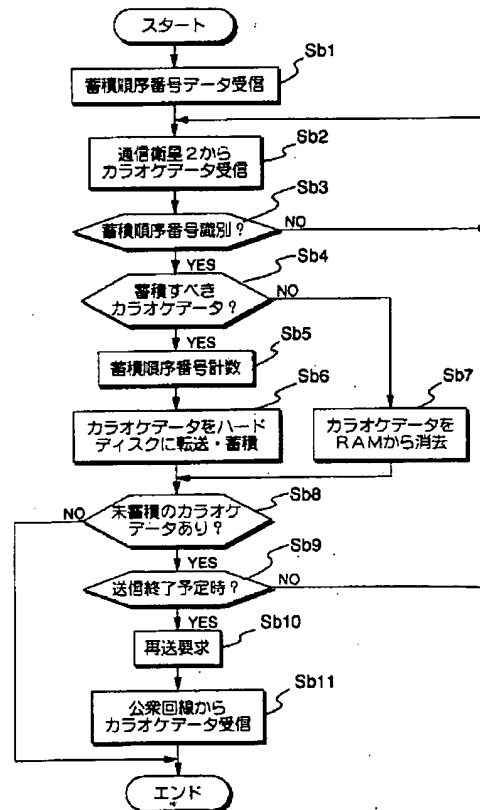 スタート
Sb1
蓄積順序番号データ受信
Sb2
通信衛星2から
カラオケデータ受信
Sb3
蓄積順序番号識別？
NO
YES
Sb4
蓄積すべき
カラオケデータ？
NO
YES
Sb5
蓄積順序番号計数
Sb6
カラオケデータをハード
ディスクに転送・蓄積
Sb7
カラオケデータを
RAMから消去
Sb8
未蓄積のカラオケ
データあり？
NO
YES
Sb9
送信終了予定時？
NO
YES
Sb10
再送要求
Sb11
公衆回線から
カラオケデータ受信
エンド